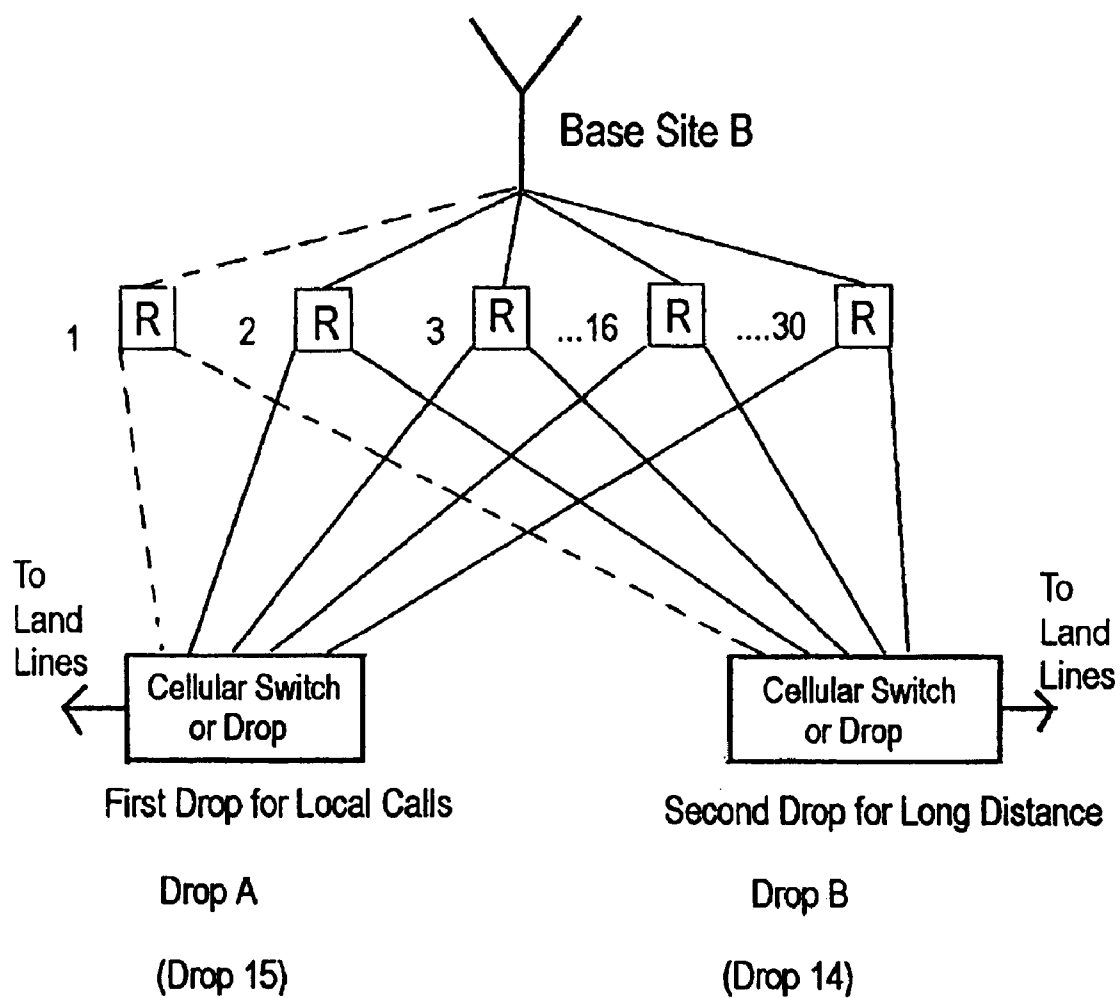 Base Site B
1 R 2 R 3 R ...16 R ....30 R
To
Land
Lines
To
Land
Lines
Cellular Switch
or Drop
Cellular Switch
or Drop
First Drop for Local Calls
Second Drop for Long Distance
Drop A
Drop B
(Drop 15)
(Drop 14)